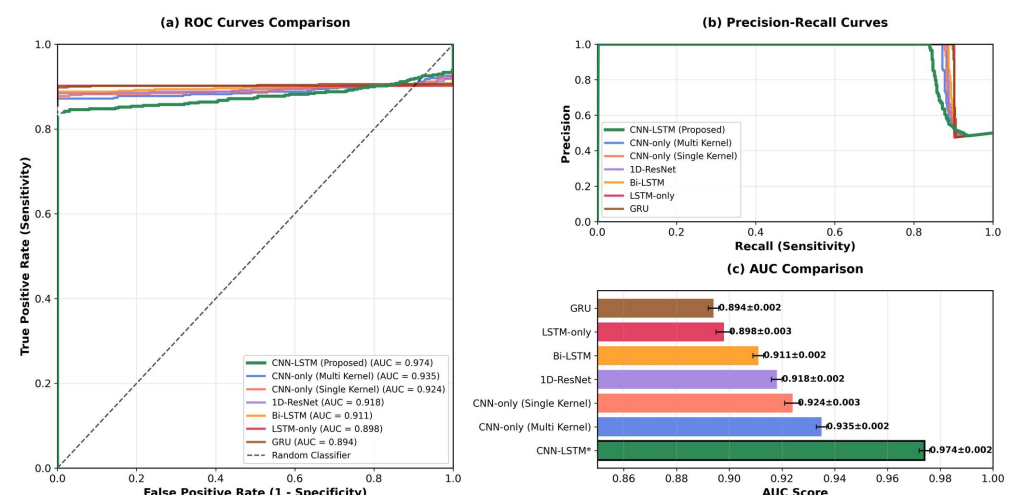 (a) ROC Curves Comparison
1.0
0.8
0.6
0.4
0.2
0.0
True Positive Rate (Sensitivity)
CNN-LSTM (Proposed) (AUC = 0.974)
CNN-only (Multi Kernel) (AUC = 0.935)
CNN-only (Single Kernel) (AUC = 0.924)
1D-ResNet (AUC = 0.918)
Bi-LSTM (AUC = 0.911)
LSTM-only (AUC = 0.898)
GRU (AUC = 0.894)
Random Classifier
0.0 0.2 0.4 0.6 0.8 1.0
False Positive Rate (1 - Specificity)
(b) Precision-Recall Curves
1.0
0.8
0.6
0.4
0.2
0.0
Precision
CNN-LSTM (Proposed)
CNN-only (Multi Kernel)
CNN-only (Single Kernel)
1D-ResNet
Bi-LSTM
LSTM-only
GRU
0.0 0.2 0.4 0.6 0.8 1.0
Recall (Sensitivity)
(c) AUC Comparison
GRU 0.894±0.002
LSTM-only 0.898±0.003
Bi-LSTM 0.911±0.002
1D-ResNet 0.918±0.002
CNN-only (Single Kernel) 0.924±0.003
CNN-only (Multi Kernel) 0.935±0.002
CNN-LSTM* 0.974±0.002
0.86 0.88 0.90 0.92 0.94 0.96 0.98 1.00
AUC Score